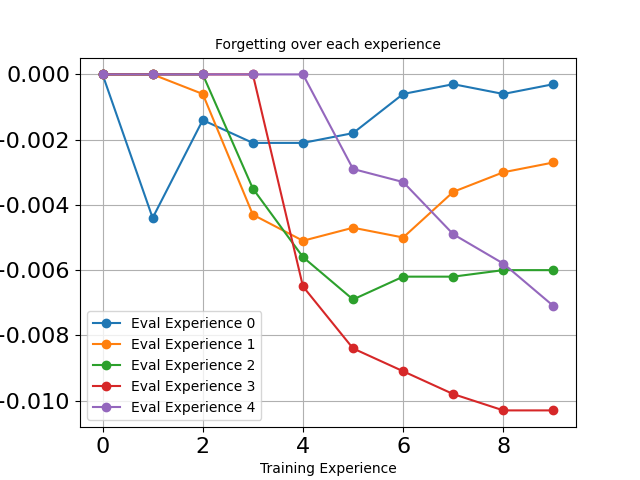 Forgetting over each experience
0.000
-0.002
-0.004
-0.006
-0.008
-0.010
Eval Experience 0
Eval Experience 1
Eval Experience 2
Eval Experience 3
Eval Experience 4
0 2 4 6 8
Training Experience